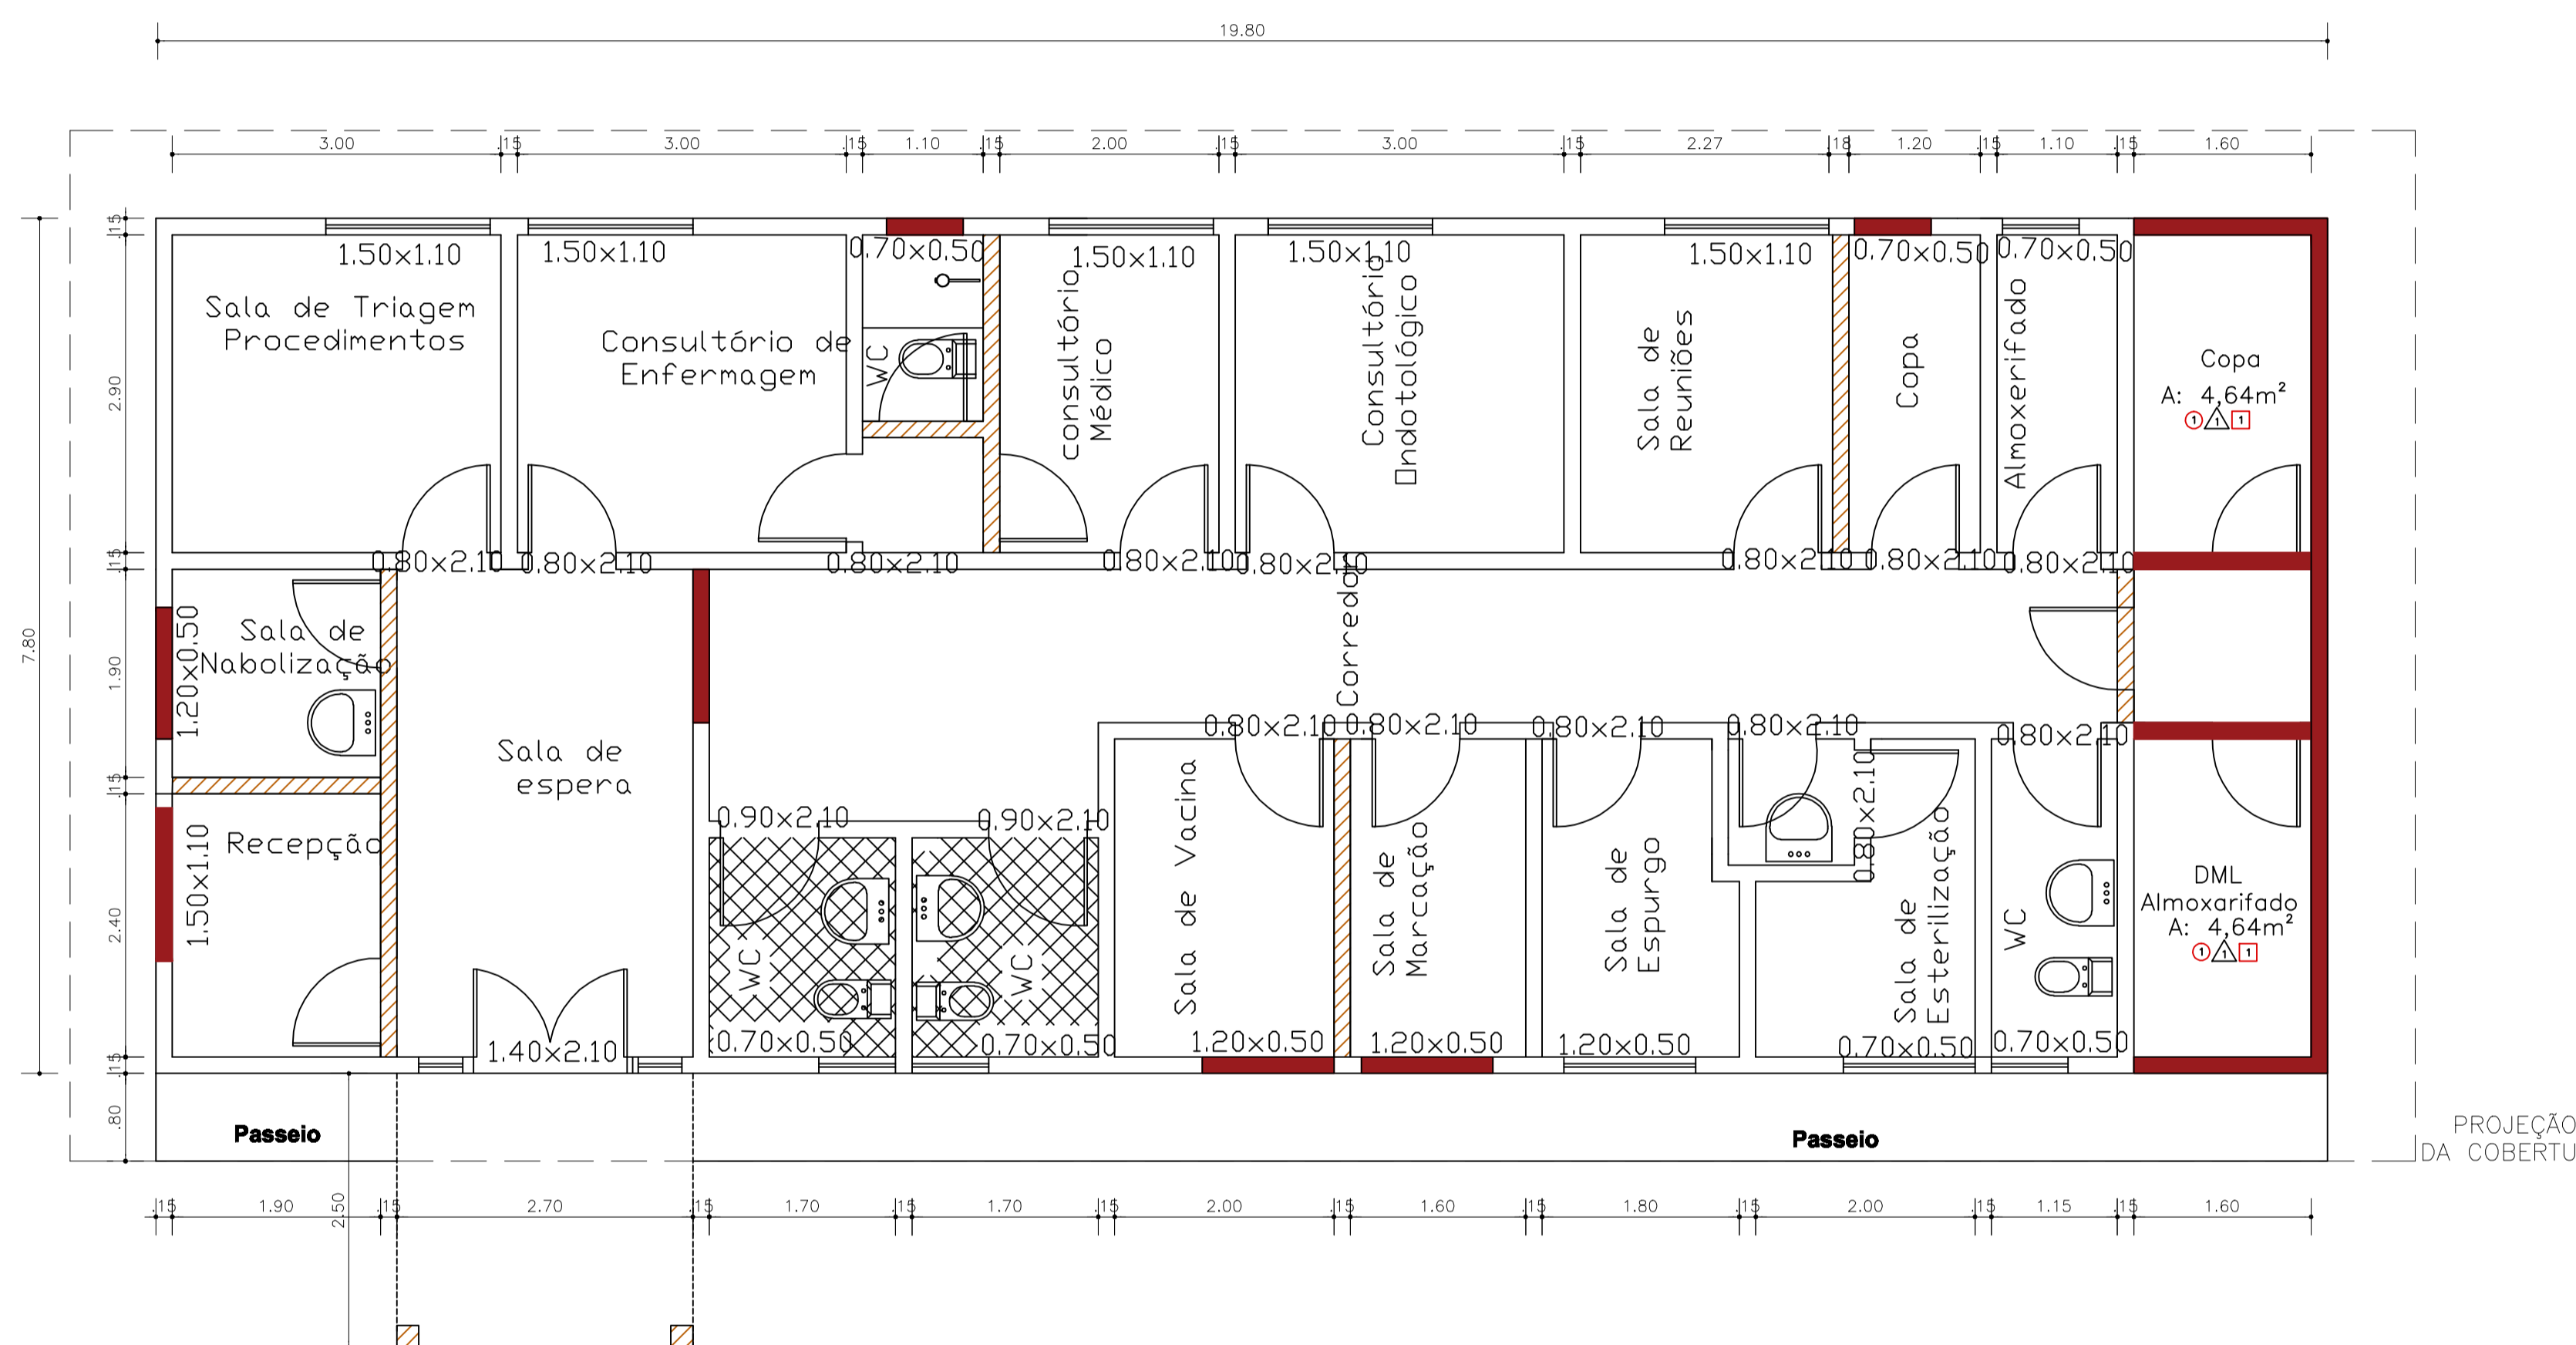 19.80
3.00 .15 3.00 .15 1.10 .15 2.00 .15 3.00 .15 2.27 .18 1.20 .15 1.10 .15 1.60
.15
2.90
.15
1.90
.15
2.40
.15
.80
7.80
2.50
1.50x1.10
1.50x1.10
0.70x0.50
1.50x1.10
1.50x1.10
1.50x1.10
0.70x0.50
0.70x0.50
Sala de Triagem
Procedimentos
Consultório de
Enfermagem
WC
consultório
Médico
Consultório
Ondotológico
Sala de
Reuniões
Copa
Almoxerifado
Copa
A: 4,64m²
1 1 1
0.80x2.10
0.80x2.10
0.80x2.10
0.80x2.10
0.80x2.10
0.80x2.10
0.80x2.10
0.80x2.10
1.20x0.50
Sala de
Nabolização
Sala de
espera
Corredor
0.80x2.10
0.80x2.10
0.80x2.10
0.80x2.10
0.80x2.10
0.80x2.10
0.90x2.10
0.90x2.10
Recepção
1.50x1.10
WC
WC
Sala de Vacina
Sala de
Marcação
Sala de
Espurgo
Sala de
Esterilização
WC
DML
Almoxarifado
A: 4,64m²
1 1 1
1.40x2.10
0.70x0.50
0.70x0.50
1.20x0.50
1.20x0.50
1.20x0.50
0.70x0.50
0.70x0.50
Passeio
Passeio
PROJEÇÃO
DA COBERTU
.15 1.90 .15 2.70 .15 1.70 .15 1.70 .15 2.00 .15 1.60 .15 1.80 .15 2.00 .15 1.15 .15 1.60